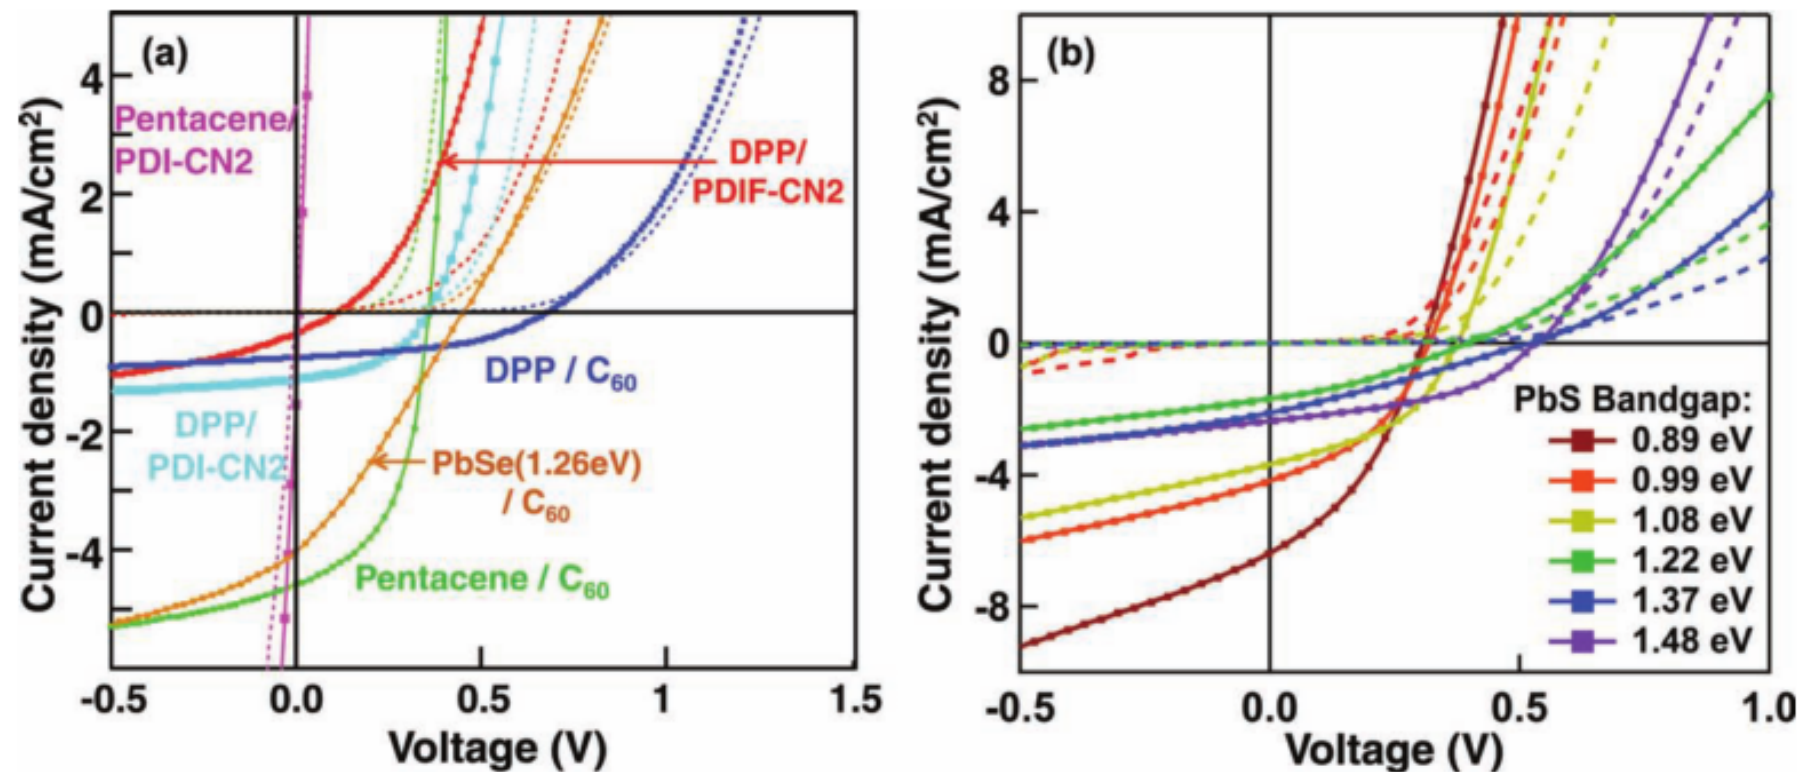 (a)
Current density (mA/cm²)
4
2
0
-2
-4
Pentacene/
PDI-CN2
DPP/
PDIF-CN2
DPP / C₆₀
DPP/
PDI-CN2
PbSe(1.26eV)
/ C₆₀
Pentacene / C₆₀
-0.5 0.0 0.5 1 1.5
Voltage (V)
(b)
Current density (mA/cm²)
8
4
0
-4
-8
PbS Bandgap:
0.89 eV
0.99 eV
1.08 eV
1.22 eV
1.37 eV
1.48 eV
-0.5 0.0 0.5 1.0
Voltage (V)